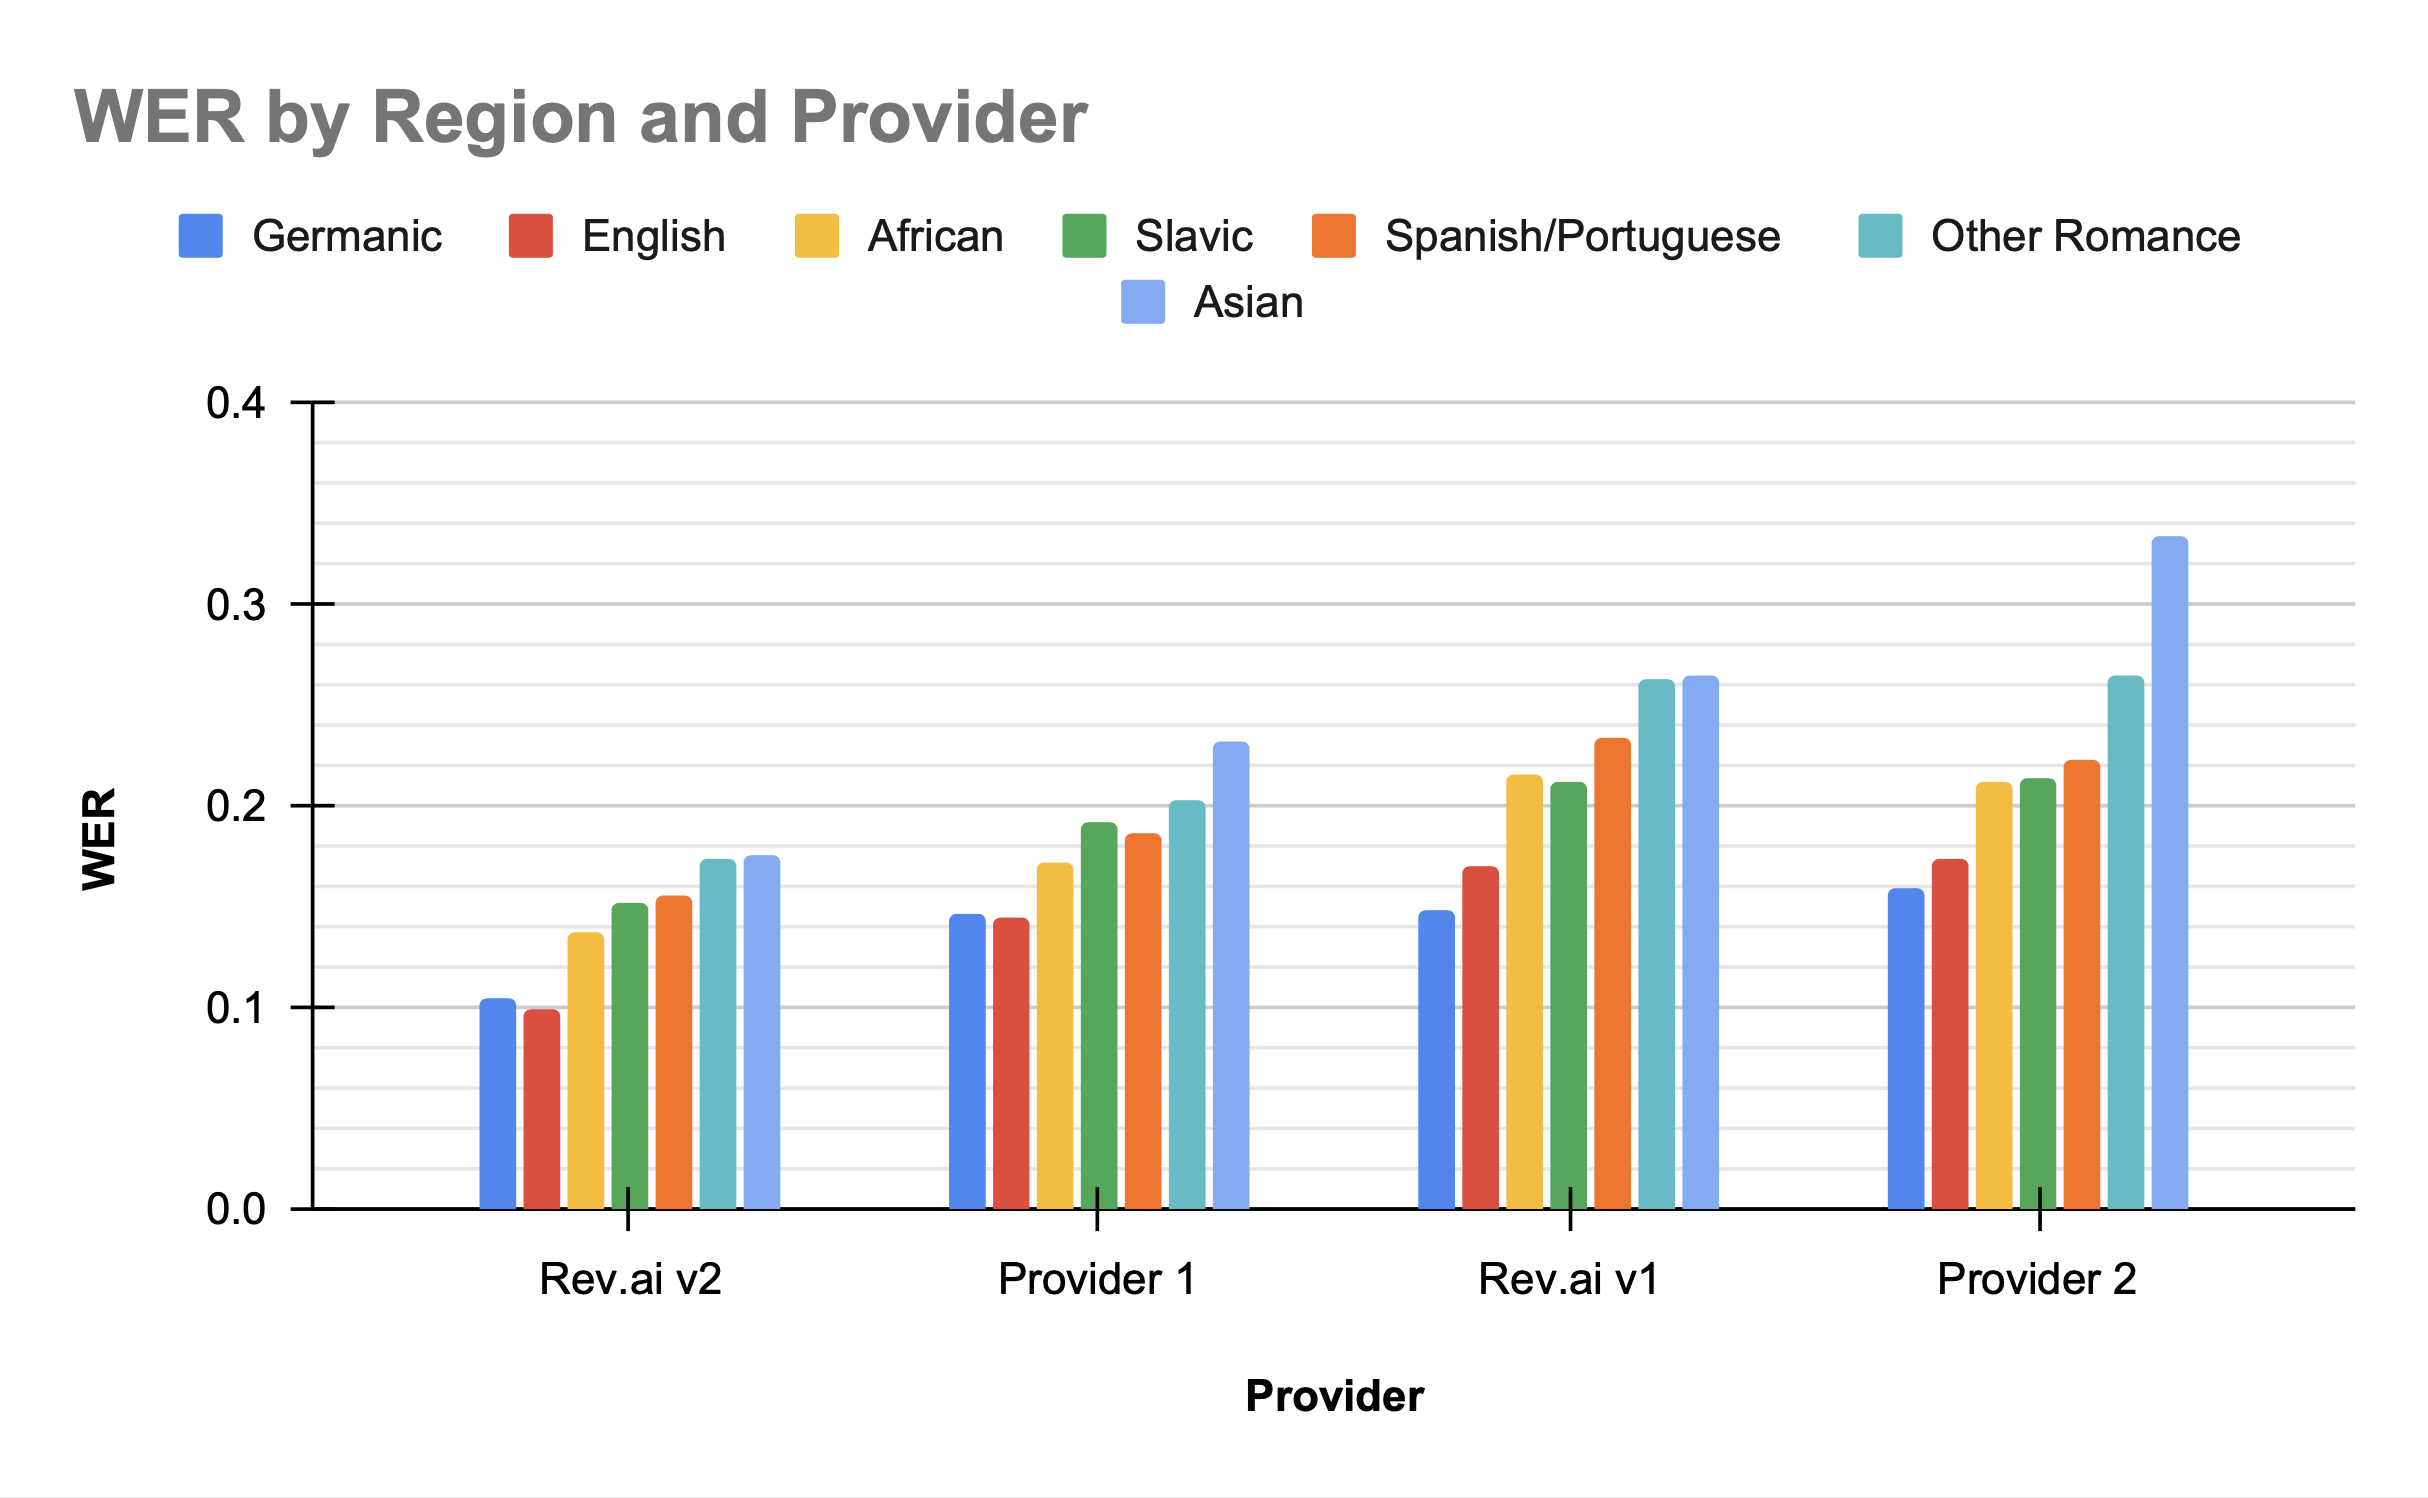 WER by Region and Provider
Germanic English African Slavic Spanish/Portuguese Other Romance
Asian
0.4
0.3
0.2
0.1
0.0
WER
Rev.ai v2 Provider 1 Rev.ai v1 Provider 2
Provider